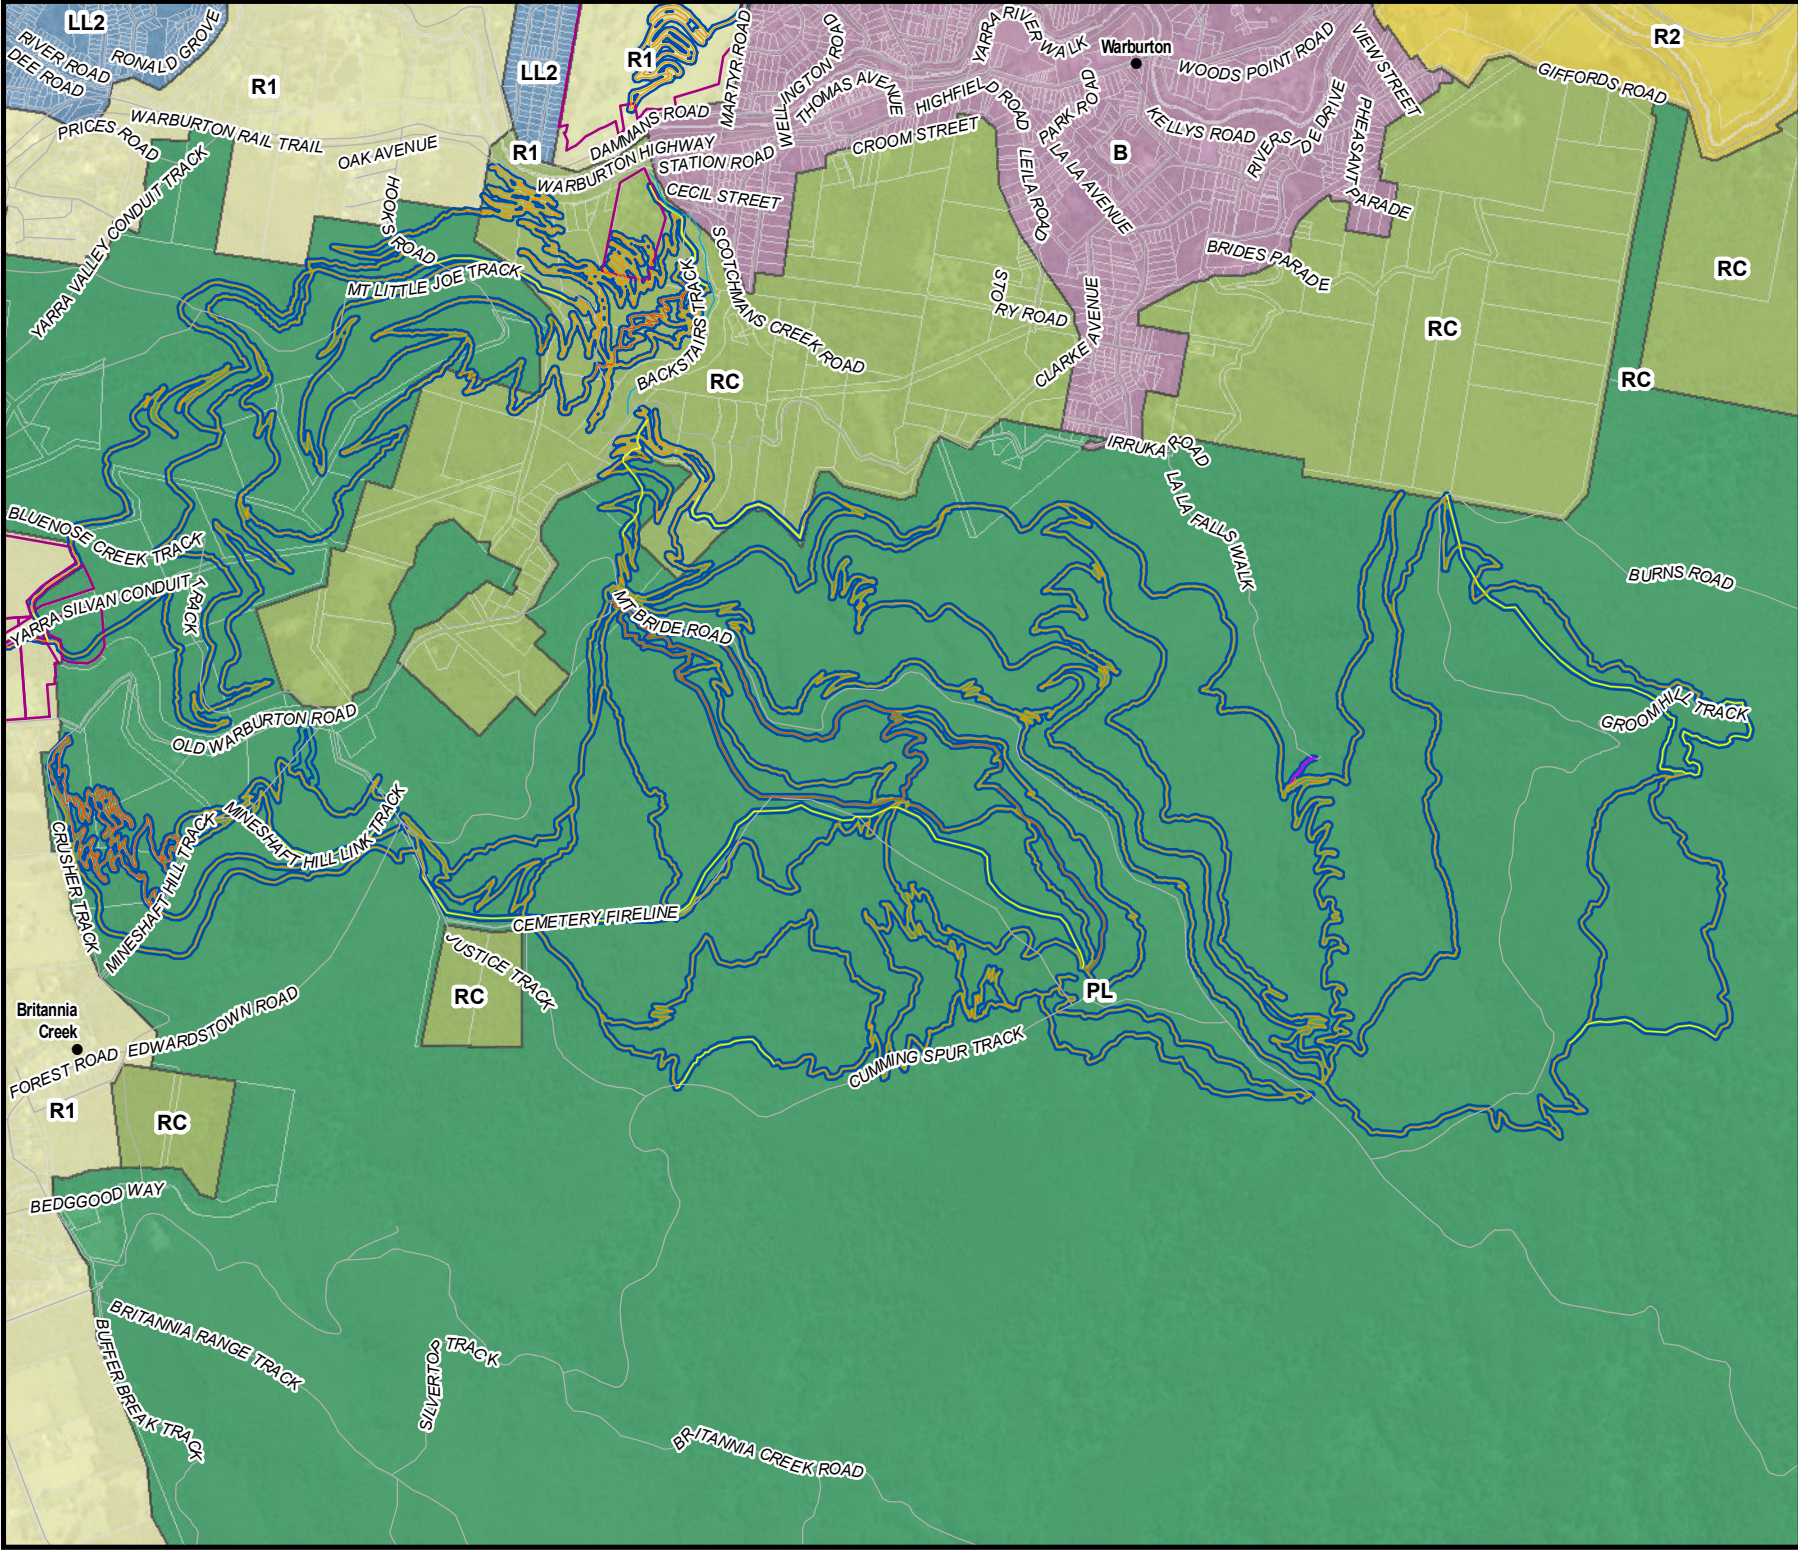 LL2
RIVER ROAD
DEE ROAD
RONALD GROVE
R1
LL2
R1
MARTYR ROAD
WELLINGTON ROAD
THOMAS AVENUE
YARRA RIVER WALK
Warburton
WOODS POINT ROAD
VIEW STREET
R2
GIFFORDS ROAD
PRICES ROAD
WARBURTON RAIL TRAIL
OAK AVENUE
R1
DAMMANS ROAD
WARBURTON HIGHWAY
STATION ROAD
CECIL STREET
CROOM STREET
HIGHFIELD ROAD
PARK ROAD
LA LA AVENUE
LEILA ROAD
B
KELLYS ROAD
RIVERSIDE DRIVE
PHEASANT PARADE
BRIDES PARADE
YARRA VALLEY CONDUIT TRACK
HOOKS ROAD
MT LITTLE JOE TRACK
BACKSTAIRS TRACK
SCOTCHMANS CREEK ROAD
STORY ROAD
CLARKE AVENUE
RC
RC
RC
RC
IRRUKA ROAD
LA LA FALLS WALK
BURNS ROAD
BLUENOSE CREEK TRACK
YARRA SILVAN CONDUIT TRACK
MT BRIDE ROAD
GROOM HILL TRACK
OLD WARBURTON ROAD
CRUSHER TRACK
MINESHAFT HILL TRACK
MINESHAFT HILL LINK TRACK
CEMETERY FIRELINE
JUSTICE TRACK
RC
PL
CUMMING SPUR TRACK
Britannia
Creek
FOREST ROAD
EDWARDSTOWN ROAD
R1
RC
BEDGGOOD WAY
BRITANNIA RANGE TRACK
BUFFER BREAK TRACK
SILVERTOP TRACK
BRITANNIA CREEK ROAD